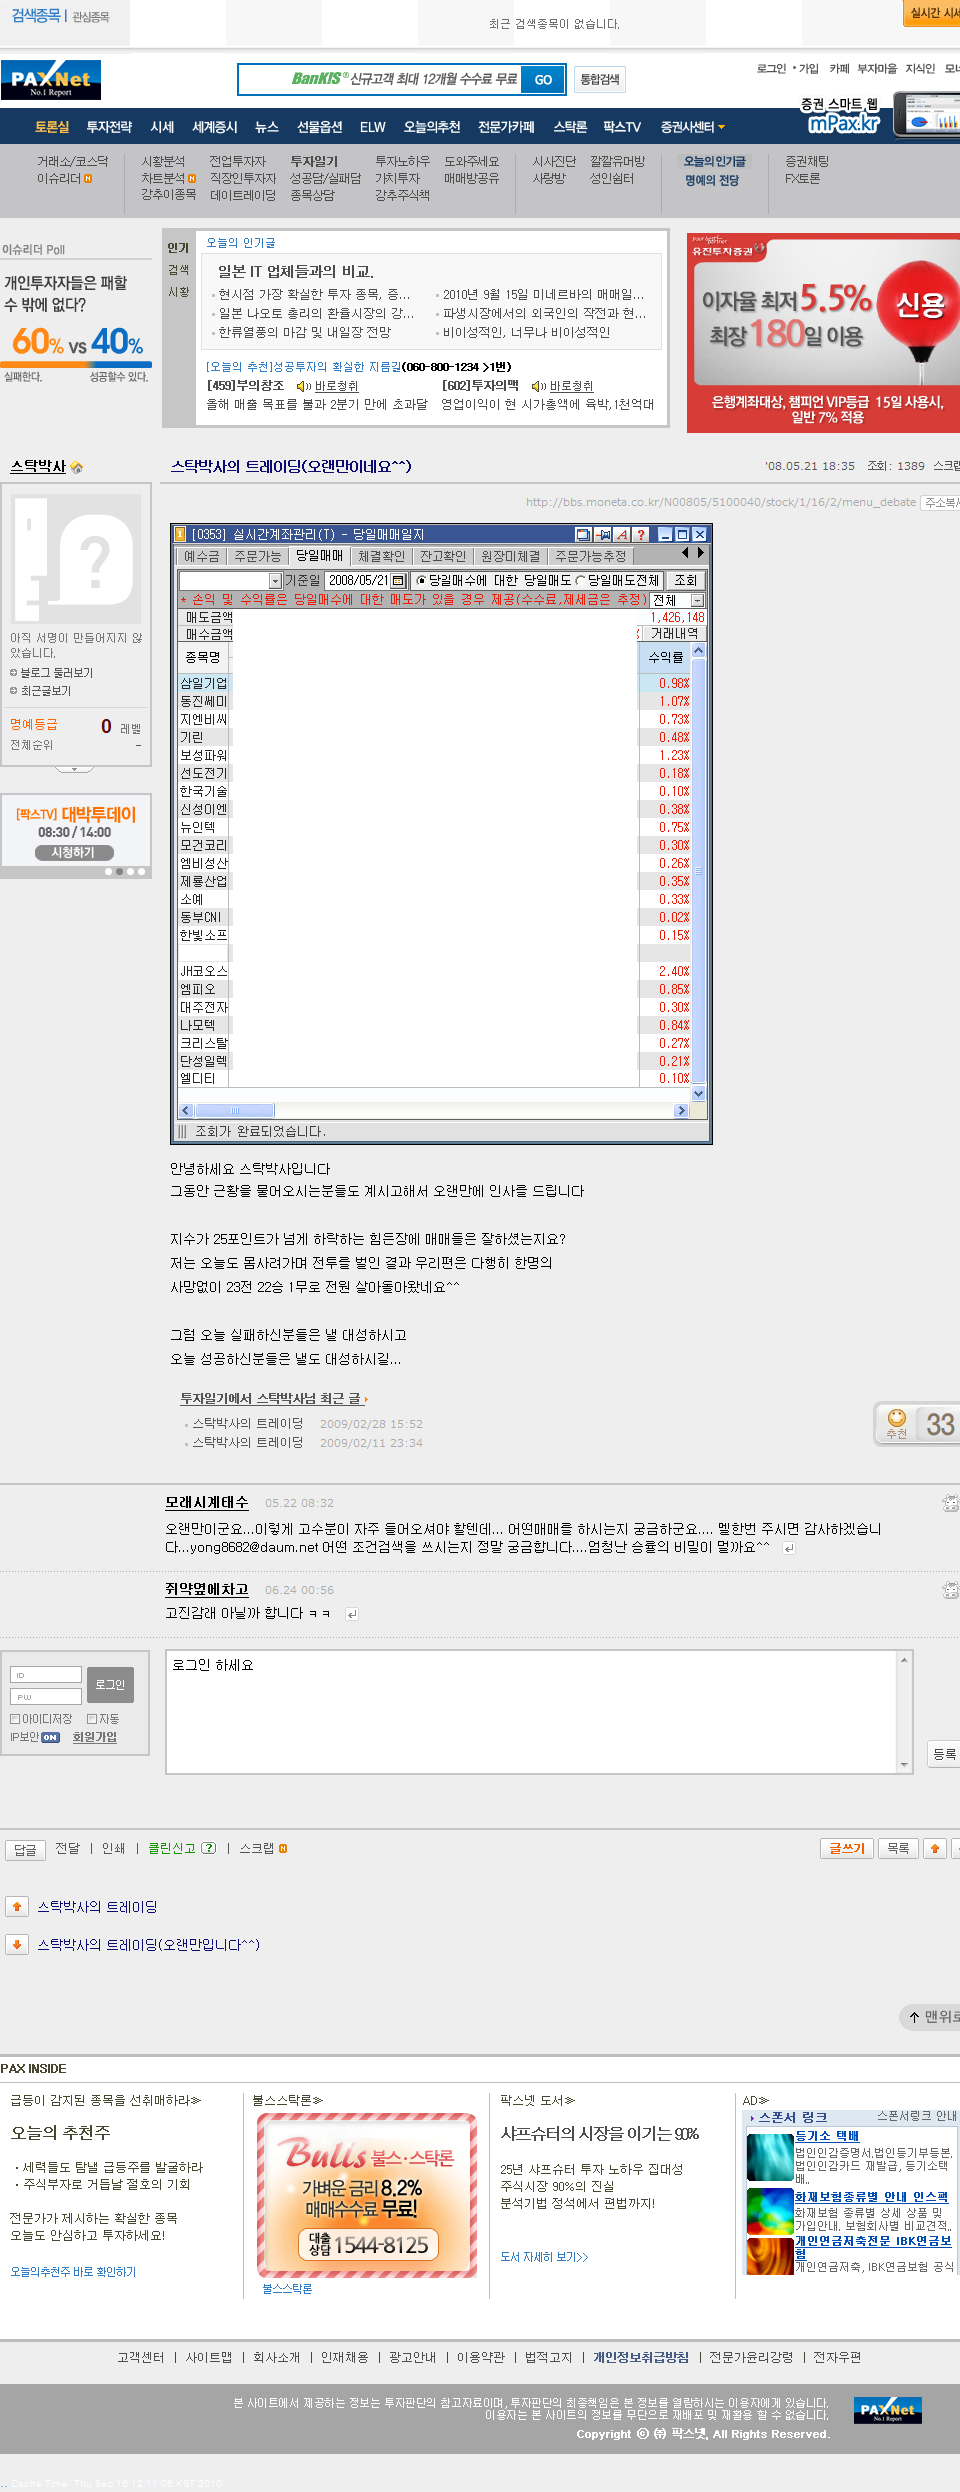 검색종목 | 관심종목
최근 검색종목이 없습니다.
실시간 시세
PAXNet
No.1 Report
BanKIS® 신규고객 최대 12개월 수수료 무료
GO
통합검색
로그인 • 가입 카페 부자마을 지식인 모네
증권 스마트 웹
mPax.kr
토론실 투자전략 시세 세계증시 뉴스 선물옵션 ELW 오늘의추천 전문가카페 스탁론 팍스TV 증권사센터
거래소/코스닥 시황분석 전업투자자 투자일기 투자노하우 도와주세요 시사진단 깔깔유머방 오늘의 인기글 증권채팅
이슈리더 N 차트분석 N 직장인투자자 성공담/실패담 가치투자 매매방공유 사랑방 성인쉼터 명예의 전당 FX토론
강추이종목 데이트레이딩 종목상담 강추주식책
이슈리더 Poll
개인투자자들은 패할
수 밖에 없다?
60% VS 40%
실패한다. 성공할수 있다.
인기
검색
시황
오늘의 인기글
일본 IT 업체들과의 비교.
현시점 가장 확실한 투자 종목, 증...
2010년 9월 15일 미네르바의 매매일...
일본 나오토 총리의 환율시장의 강...
파생시장에서의 외국인의 작전과 현...
한류열풍의 마감 및 내일장 전망
비이성적인, 너무나 비이성적인
[오늘의 추천]성공투자의 확실한 지름길(060-800-1234 >1번)
[459]부의창조 바로청취
[602]투자의맥 바로청취
올해 매출 목표를 불과 2분기 만에 초과달
영업이익이 현 시가총액에 육박,1천억대
유진투자증권
이자율 최저 5.5%
최장 180일 이용
신용
은행계좌대상, 챔피언 VIP등급 15일 사용시,
일반 7% 적용
스탁박사
아직 서명이 만들어지지 않
았습니다.
블로그 둘러보기
최근글보기
명예등급 0 레벨
전체순위 -
[팍스TV] 대박투데이
08:30 / 14:00
시청하기
스탁박사의 트레이딩(오랜만이네요^^)
'08.05.21 18:35 조회: 1389 스크랩
http://bbs.moneta.co.kr/N00805/5100040/stock/1/16/2/menu_debate 주소복사
[0353] 실시간계좌관리(T) - 당일매매일지
예수금 주문가능 당일매매 체결확인 잔고확인 원장미체결 주문가능추정
기준일 2008/05/21 당일매수에 대한 당일매도 당일매도전체 조회
* 손익 및 수익률은 당일매수에 대한 매도가 있을 경우 제공(수수료,제세금은 추정) 전체
매도금액 1,426,148
매수금액 % 거래내역
종목명 수익률
삼일기업 0.98%
동진쎄미 1.07%
지엔비씨 0.73%
기린 0.48%
보성파워 1.23%
선도전기 0.18%
한국기술 0.10%
신성이엔 0.38%
뉴인텍 0.75%
모건코리 0.30%
엠비성산 0.26%
제룡산업 0.35%
소예 0.33%
동부CNI 0.02%
한빛소프 0.15%
JH코오스 2.40%
엠피오 0.85%
대주전자 0.30%
나모텍 0.84%
크리스탈 0.27%
단성일렉 0.21%
엘디티 0.10%
조회가 완료되었습니다.
안녕하세요 스탁박사입니다
그동안 근황을 물어오시는분들도 계시고해서 오랜만에 인사를 드립니다
지수가 25포인트가 넘게 하락하는 힘든장에 매매들은 잘하셨는지요?
저는 오늘도 몸사려가며 전투를 벌인 결과 우리편은 다행히 한명의
사망없이 23전 22승 1무로 전원 살아돌아왔네요^^
그럼 오늘 실패하신분들은 낼 대성하시고
오늘 성공하신분들은 낼도 대성하시길...
투자일기에서 스탁박사님 최근 글
스탁박사의 트레이딩 2009/02/28 15:52
스탁박사의 트레이딩 2009/02/11 23:34
추천 33
모래시계태수 05.22 08:32
오랜만이군요...이렇게 고수분이 자주 들어오셔야 할텐데... 어떤매매를 하시는지 궁금하군요.... 멜한번 주시면 감사하겠습니
다...yong8682@daum.net 어떤 조건검색을 쓰시는지 정말 궁금합니다....엄청난 승률의 비밀이 멀까요^^
쥐약옆에차고 06.24 00:56
고진감래 아닐까 합니다 ㅋㅋ
ID
PW
로그인
아이디저장 자동
IP보안 ON 회원가입
로그인 하세요
등록
답글 전달 | 인쇄 | 클린신고 ? | 스크랩 N
글쓰기 목록
스탁박사의 트레이딩
스탁박사의 트레이딩(오랜만입니다^^)
맨위로
PAX INSIDE
급등이 감지된 종목을 선취매하라≫
오늘의 추천주
· 세력들도 탐낼 급등주를 발굴하라
· 주식부자로 거듭날 절호의 기회
전문가가 제시하는 확실한 종목
오늘도 안심하고 투자하세요!
오늘의추천주 바로 확인하기
불스스탁론≫
Bulls 불스·스탁론
가벼운 금리 8.2%
매매수수료 무료!
대출상담 1544-8125
불스스탁론
팍스넷 도서≫
샤프슈터의 시장을 이기는 90%
25년 샤프슈터 투자 노하우 집대성
주식시장 90%의 진실
분석기법 정석에서 편법까지!
도서 자세히 보기>>
AD≫
스폰서 링크 스폰서링크 안내
등기소 택배
법인인감증명서,법인등기부등본,
법인인감카드 재발급, 등기소택
배..
화재보험종류별 안내 인스팩
화재보험 종류별 상세 상품 및
가입안내, 보험회사별 비교견적..
개인연금저축전문 IBK연금보
험
개인연금저축, IBK연금보험 공식
고객센터 | 사이트맵 | 회사소개 | 인재채용 | 광고안내 | 이용약관 | 법적고지 | 개인정보취급방침 | 전문가윤리강령 | 전자우편
본 사이트에서 제공하는 정보는 투자판단의 참고자료이며, 투자판단의 최종책임은 본 정보를 열람하시는 이용자에게 있습니다.
이용자는 본 사이트의 정보를 무단으로 재배포 및 재활용 할 수 없습니다.
Copyright ⓒ ㈜ 팍스넷, All Rights Reserved.
PAXNet
No.1 Report
Cache Time: Thu Sep 16 12:11:06 KST 2010